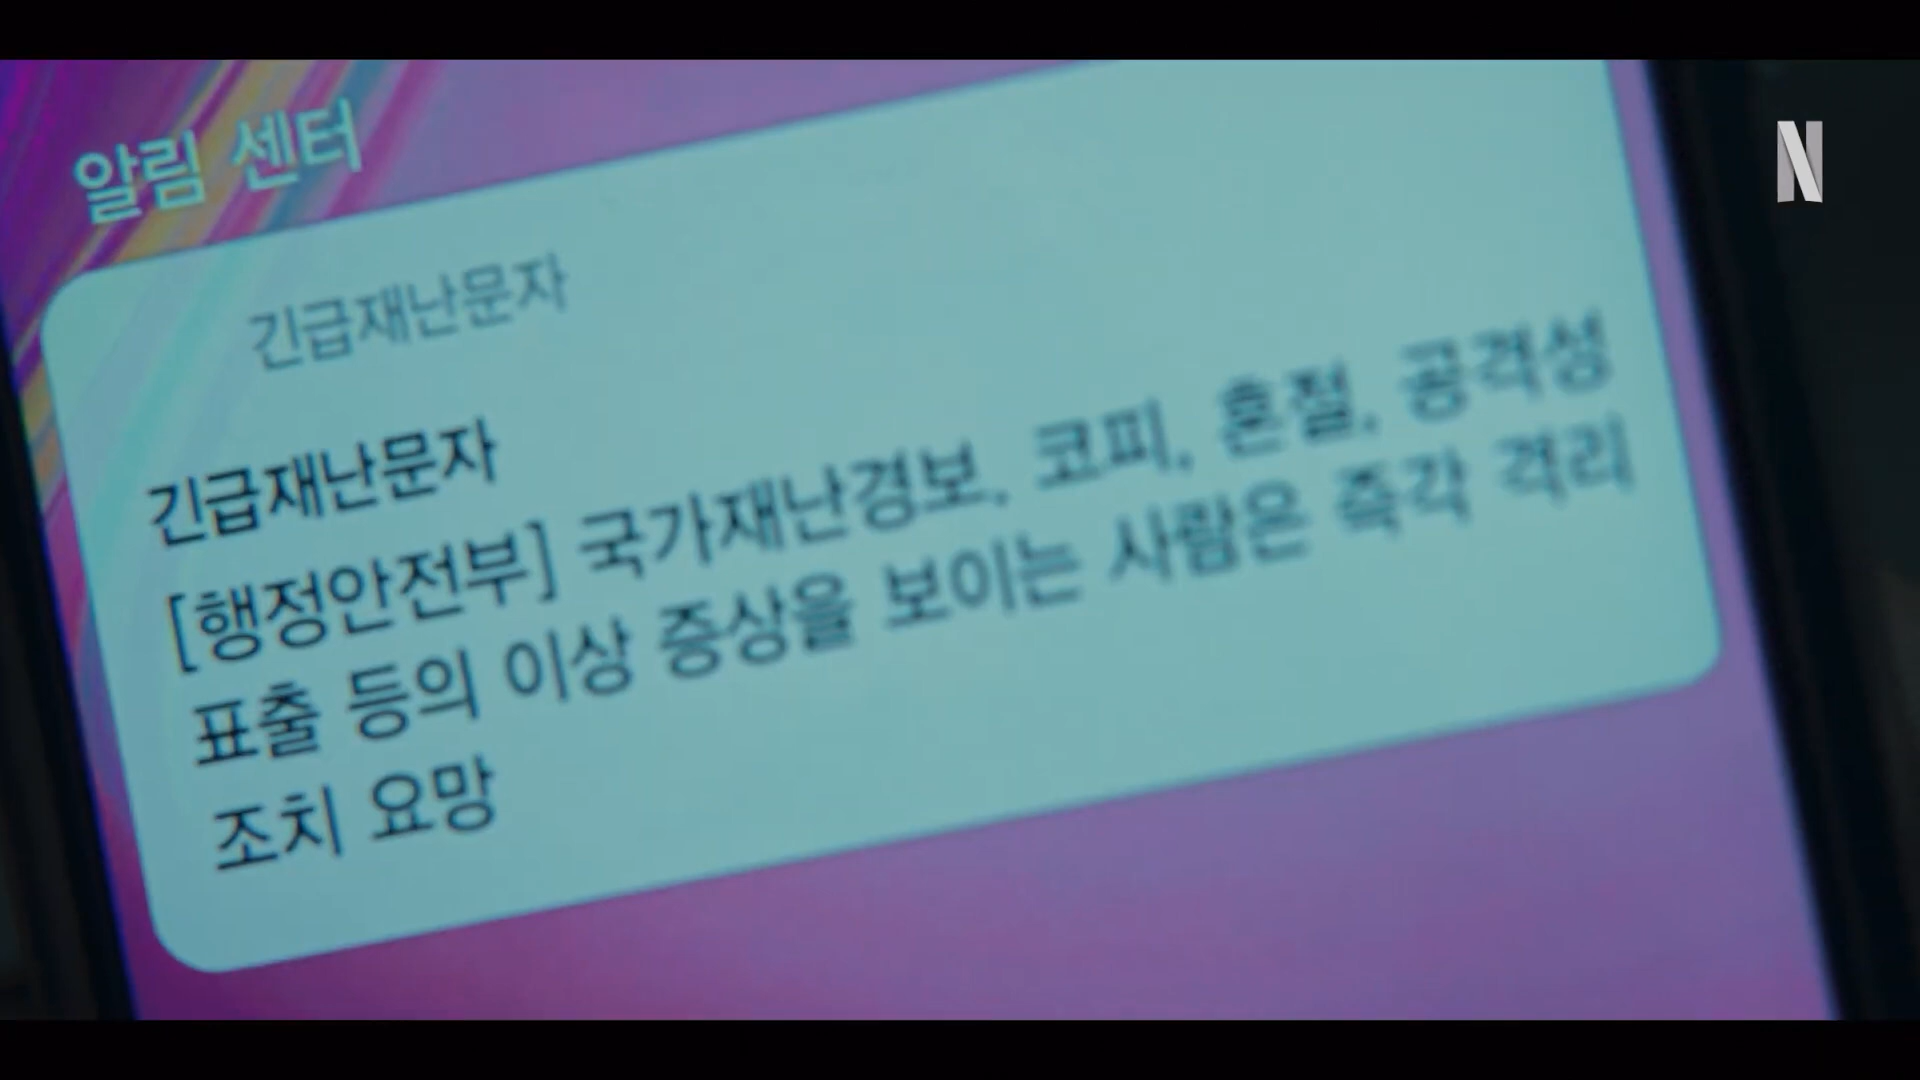 알림 센터
N
긴급재난문자
긴급재난문자
[행정안전부] 국가재난경보. 코피, 혼절, 공격성
표출 등의 이상 증상을 보이는 사람은 즉각 격리
조치 요망